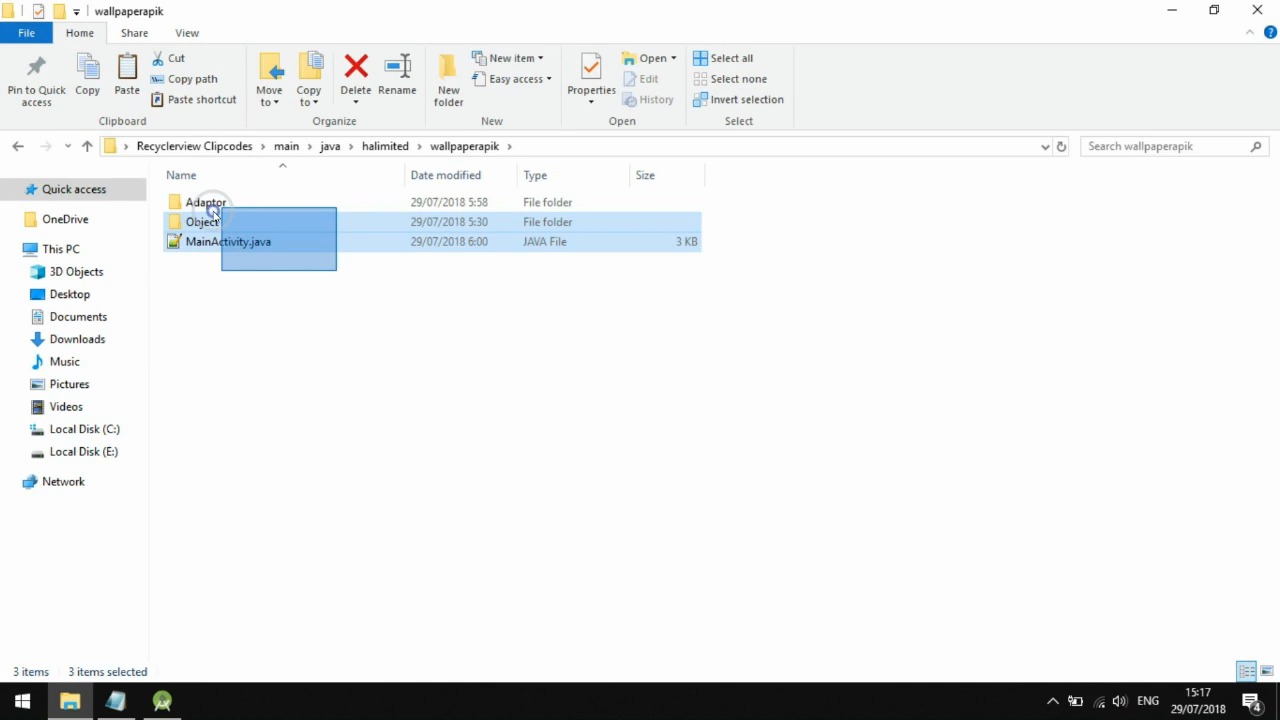 wallpaperapik
File Home Share View
Pin to Quick access
Copy
Paste
Cut
Copy path
Paste shortcut
Clipboard
Move to
Copy to
Delete
Rename
Organize
New folder
New item
Easy access
New
Properties
Open
Edit
History
Open
Select all
Select none
Invert selection
Select
Recyclerview Clipcodes > main > java > halimited > wallpaperapik >
Search wallpaperapik
Name Date modified Type Size
Adaptor 29/07/2018 5:58 File folder
Object 29/07/2018 5:30 File folder
MainActivity.java 29/07/2018 6:00 JAVA File 3 KB
Quick access
OneDrive
This PC
3D Objects
Desktop
Documents
Downloads
Music
Pictures
Videos
Local Disk (C:)
Local Disk (E:)
Network
3 items 3 items selected
ENG
15:17
29/07/2018
4